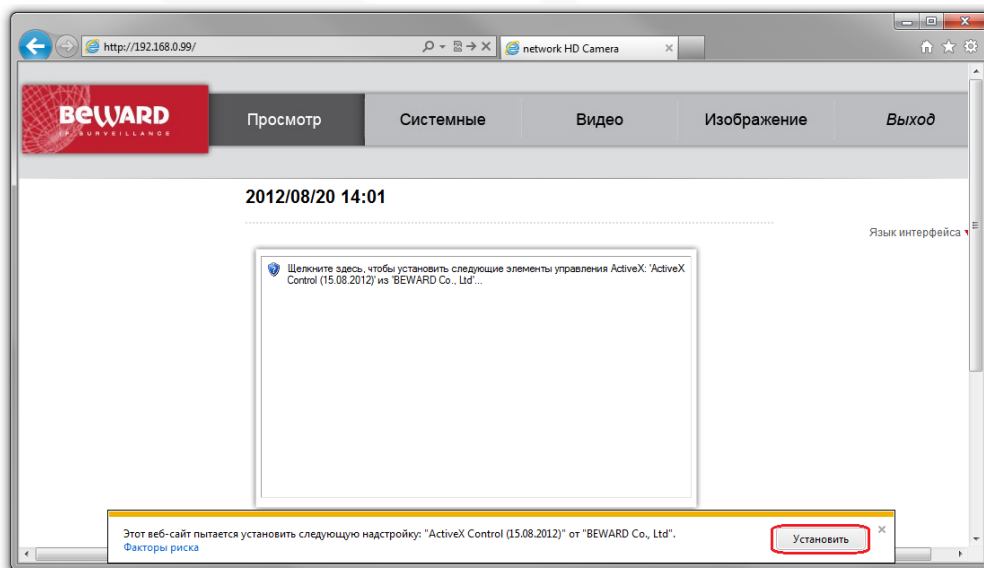 http://192.168.0.99/
network HD Camera
BEWARD
IP SURVEILLANCE
Просмотр
Системные
Видео
Изображение
Выход
2012/08/20 14:01
Язык интерфейса
Щелкните здесь, чтобы установить следующие элементы управления ActiveX: 'ActiveX
Control (15.08.2012)' из 'BEWARD Co., Ltd'...
Этот веб-сайт пытается установить следующую надстройку: "ActiveX Control (15.08.2012)" от "BEWARD Co., Ltd".
Факторы риска
Установить